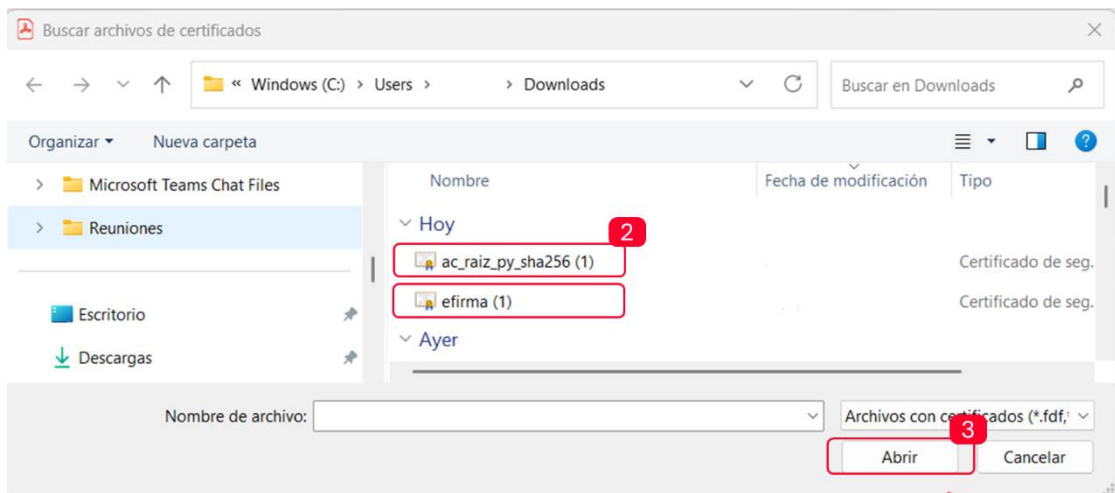 Buscar archivos de certificados
« Windows (C:) > Users > > Downloads
Buscar en Downloads
Organizar Nueva carpeta
Microsoft Teams Chat Files
Reuniones
Escritorio
Descargas
Nombre Fecha de modificación Tipo
Hoy
2
ac_raiz_py_sha256 (1) Certificado de seg.
efirma (1) Certificado de seg.
Ayer
Nombre de archivo:
Archivos con certificados (*.fdf,
3
Abrir Cancelar